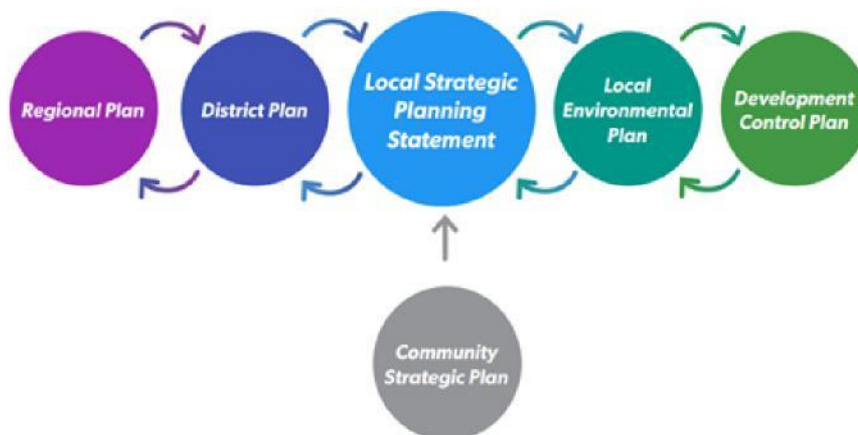 Regional Plan
District Plan
Local Strategic
Planning
Statement
Local
Environmental
Plan
Development
Control Plan
Community
Strategic Plan